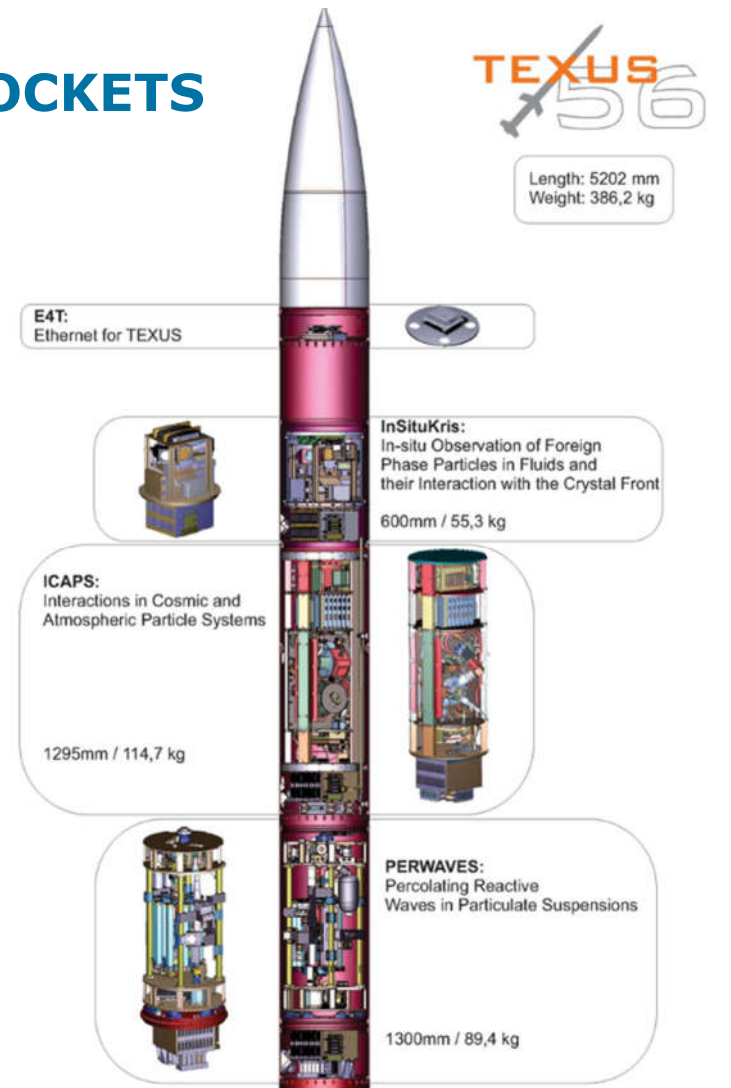 OCKETS
TEXUS
56
Length: 5202 mm
Weight: 386,2 kg
E4T:
Ethernet for TEXUS
InSituKris:
In-situ Observation of Foreign
Phase Particles in Fluids and
their Interaction with the Crystal Front
600mm / 55,3 kg
ICAPS:
Interactions in Cosmic and
Atmospheric Particle Systems
1295mm / 114,7 kg
PERWAVES:
Percolating Reactive
Waves in Particulate Suspensions
1300mm / 89,4 kg